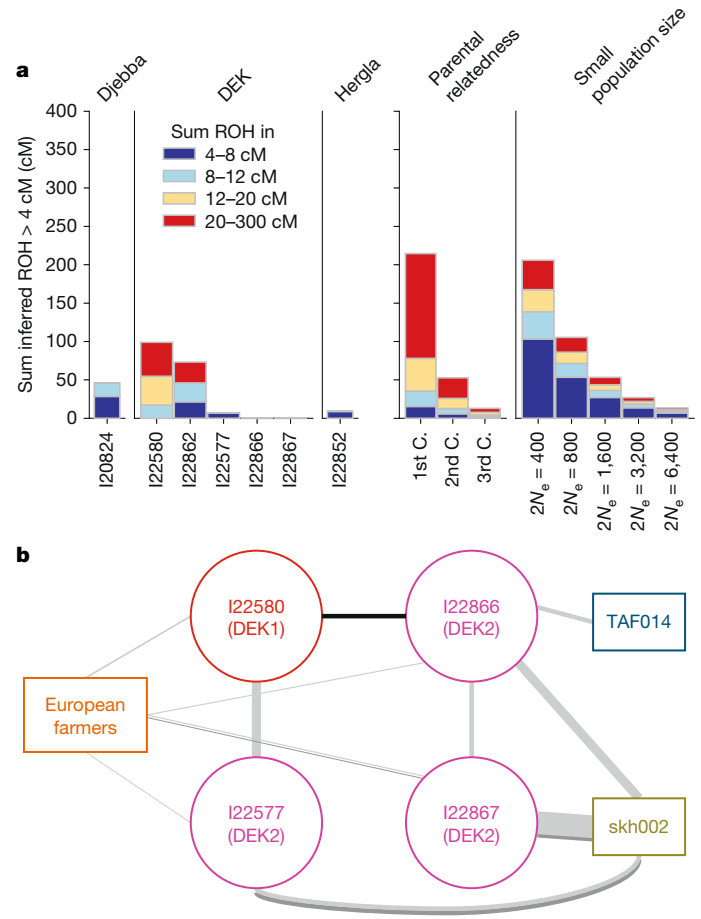 a
Djebba
DEK
Hergla
Parental
relatedness
Small
population size
Sum inferred ROH > 4 cM (cM)
400
350
300
250
200
150
100
50
0
Sum ROH in
4–8 cM
8–12 cM
12–20 cM
20–300 cM
I20824
I22580
I22862
I22577
I22866
I22867
I22852
1st C.
2nd C.
3rd C.
2Ne = 400
2Ne = 800
2Ne = 1,600
2Ne = 3,200
2Ne = 6,400
b
I22580
(DEK1)
I22866
(DEK2)
TAF014
European
farmers
I22577
(DEK2)
I22867
(DEK2)
skh002